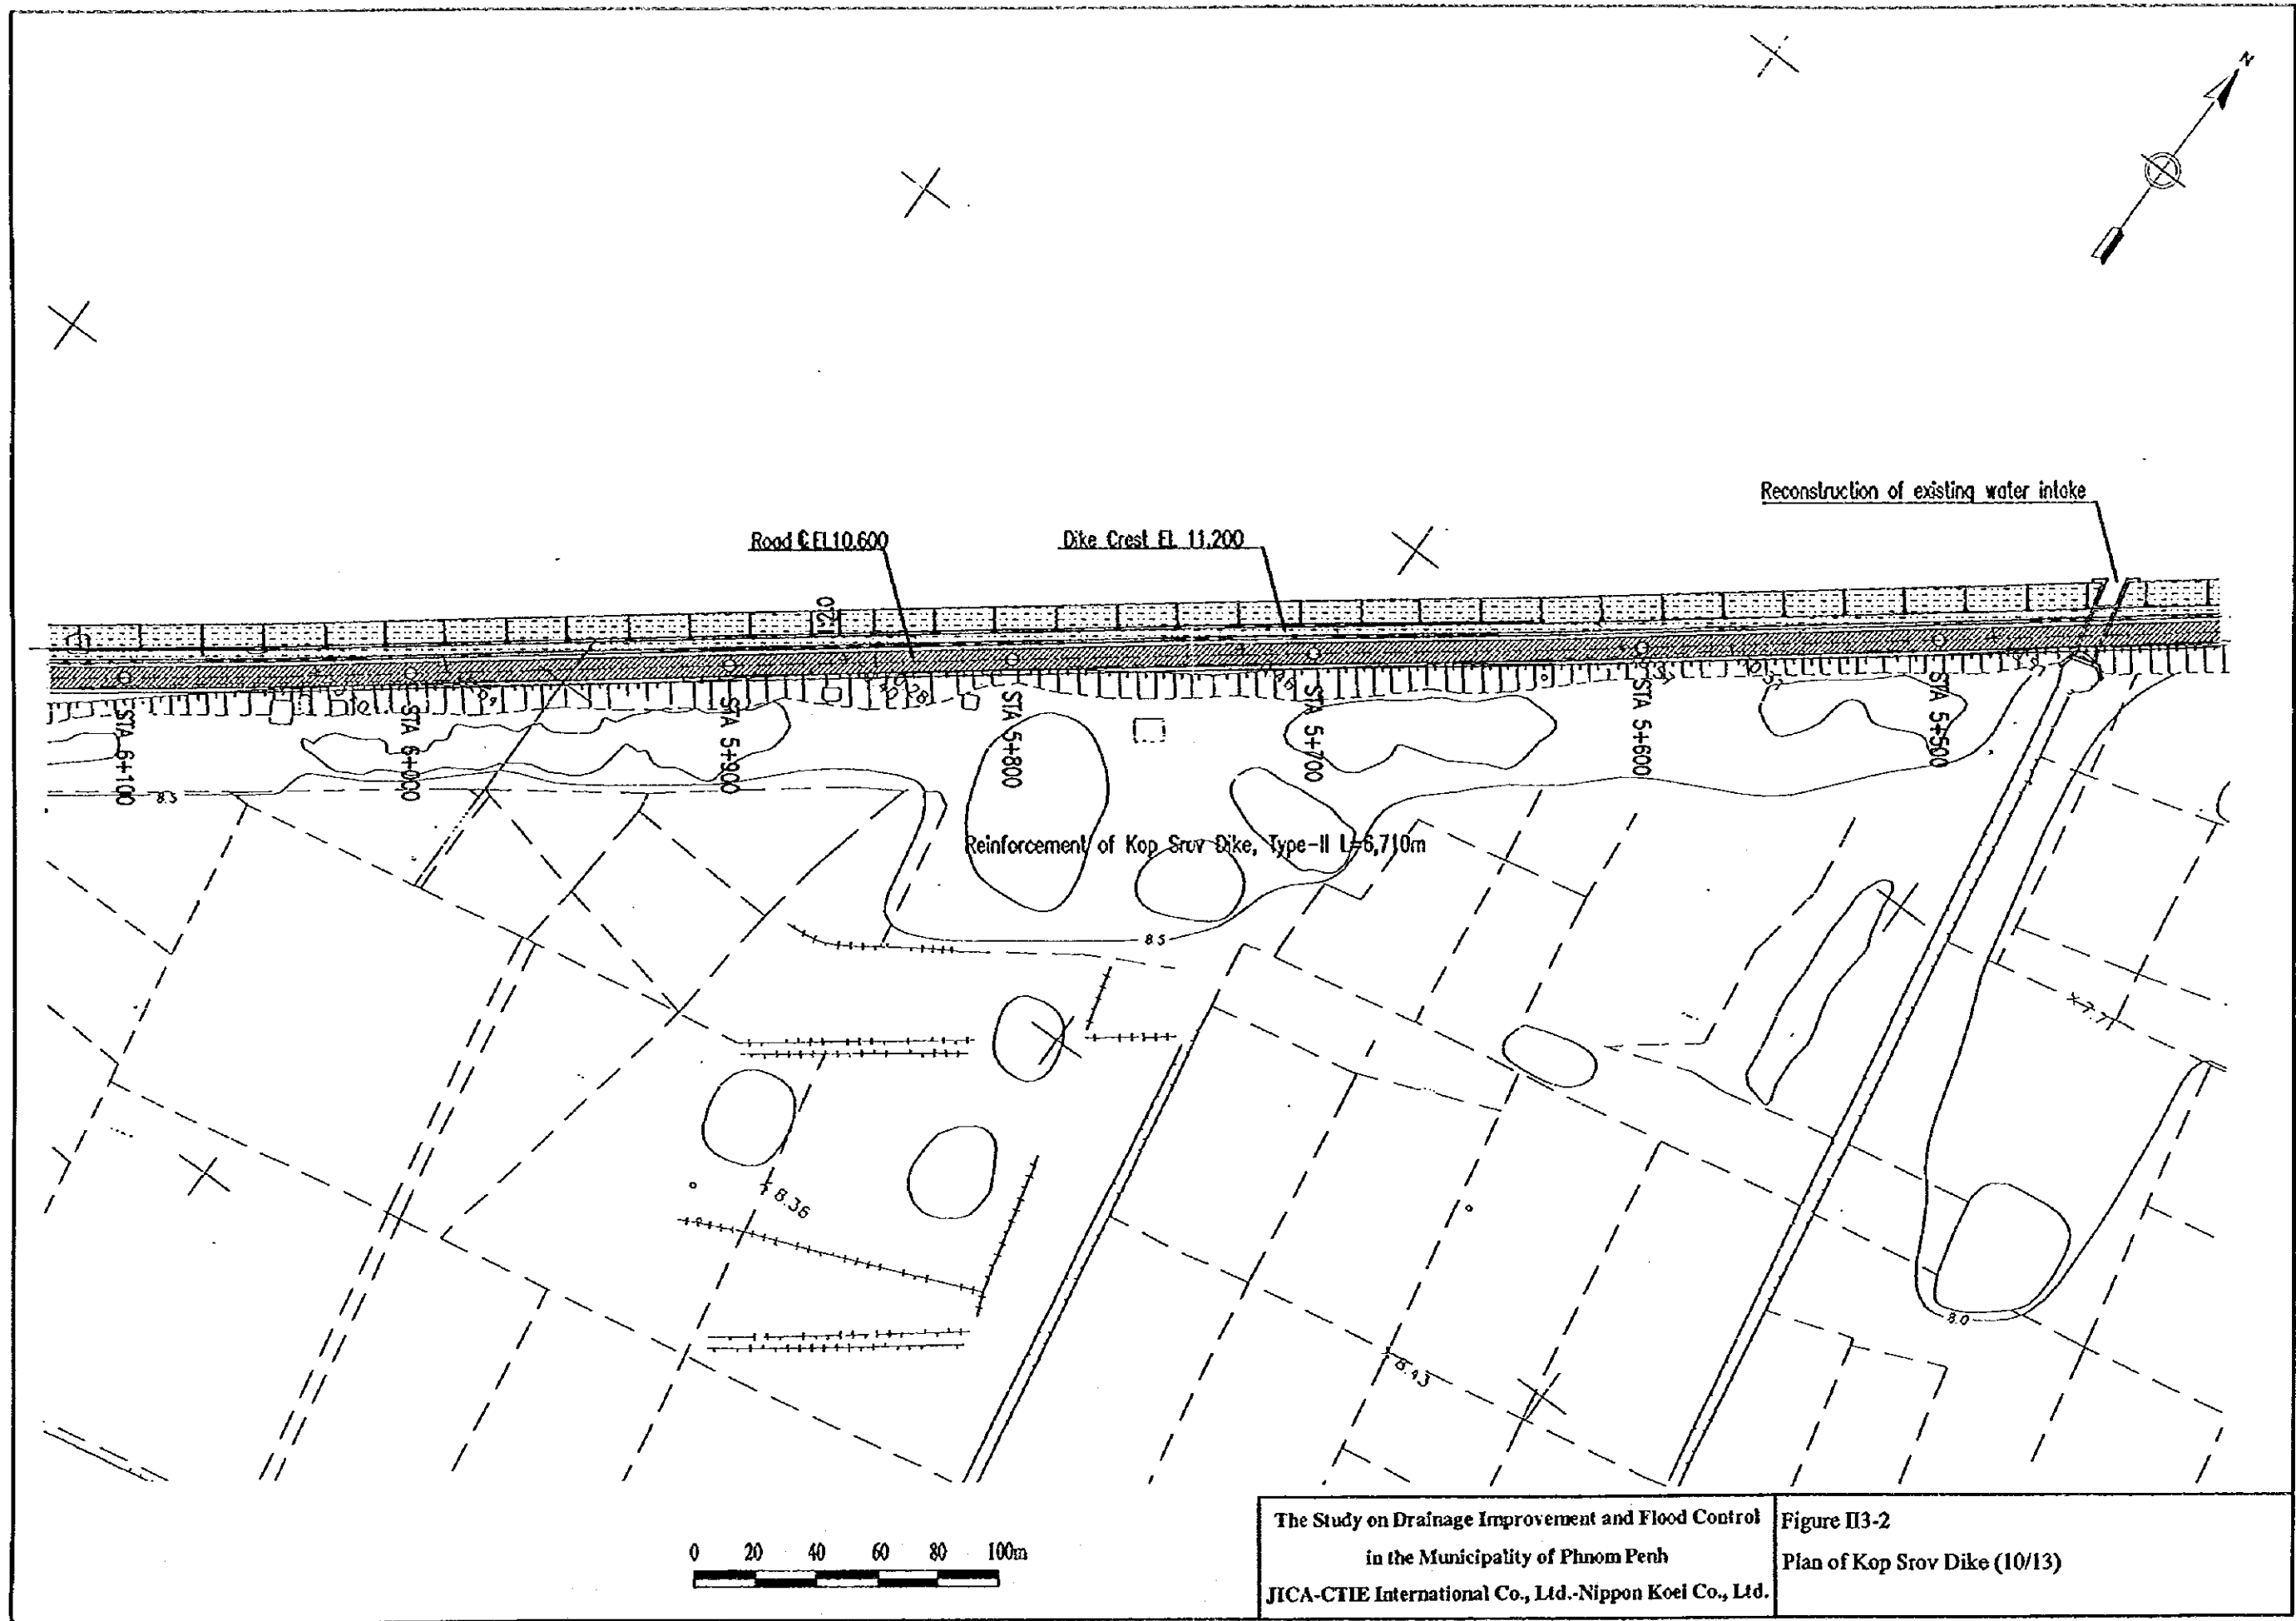 N
Reconstruction of existing water intake
Road ℄ EL10.600
Dike Crest EL 11.200
STA 6+100
STA 6+000
STA 5+900
STA 5+800
STA 5+700
STA 5+600
STA 5+500
8.5
Reinforcement of Kop Srov Dike, Type-II L=6,710m
8.5
8.36
8.0
0 20 40 60 80 100m
The Study on Drainage Improvement and Flood Control
in the Municipality of Phnom Penh
JICA-CTIE International Co., Ltd.-Nippon Koei Co., Ltd.
Figure II3-2
Plan of Kop Srov Dike (10/13)